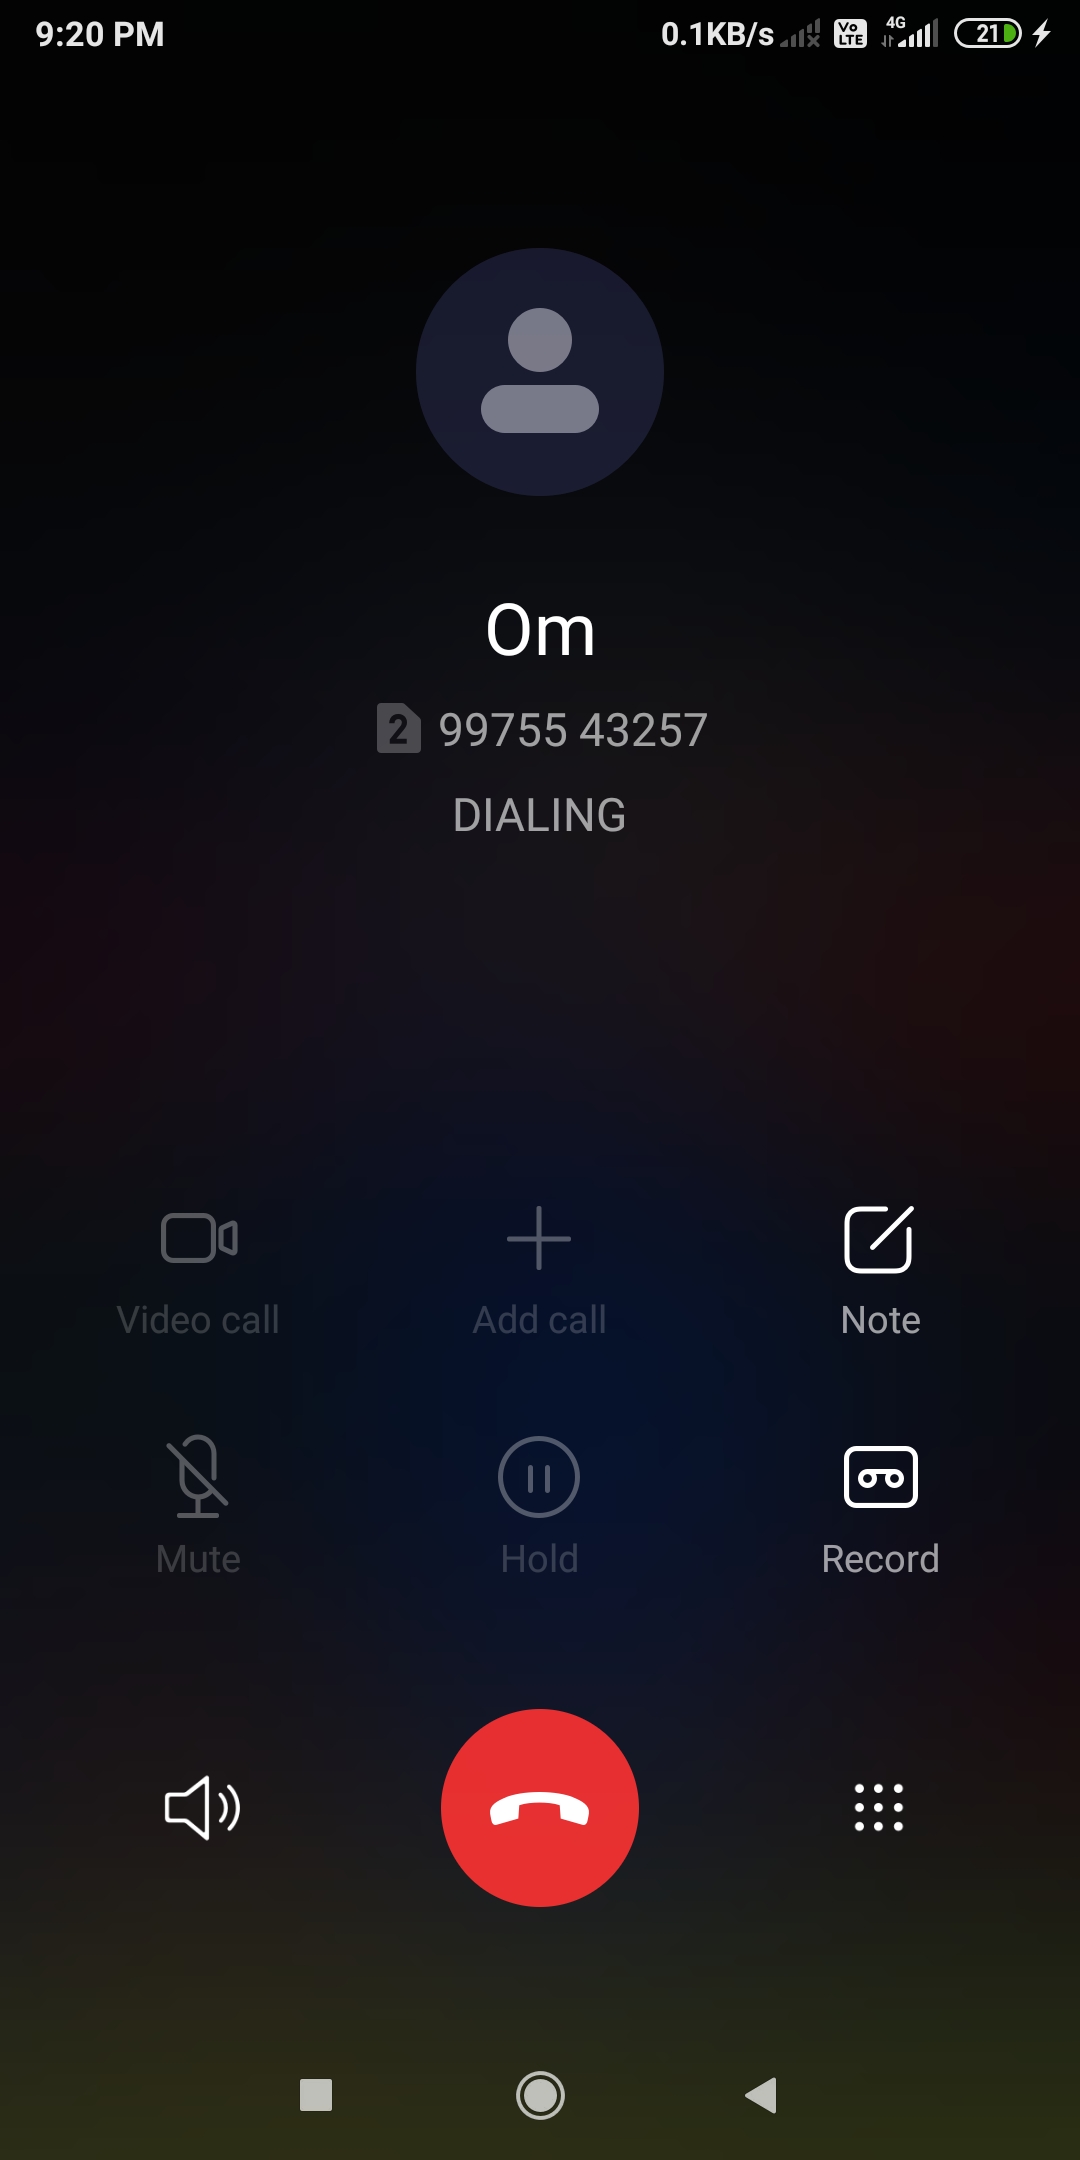 9:20 PM 0.1KB/s Vo LTE 4G 21
Om
2 99755 43257
DIALING
Video call Add call Note
Mute Hold Record